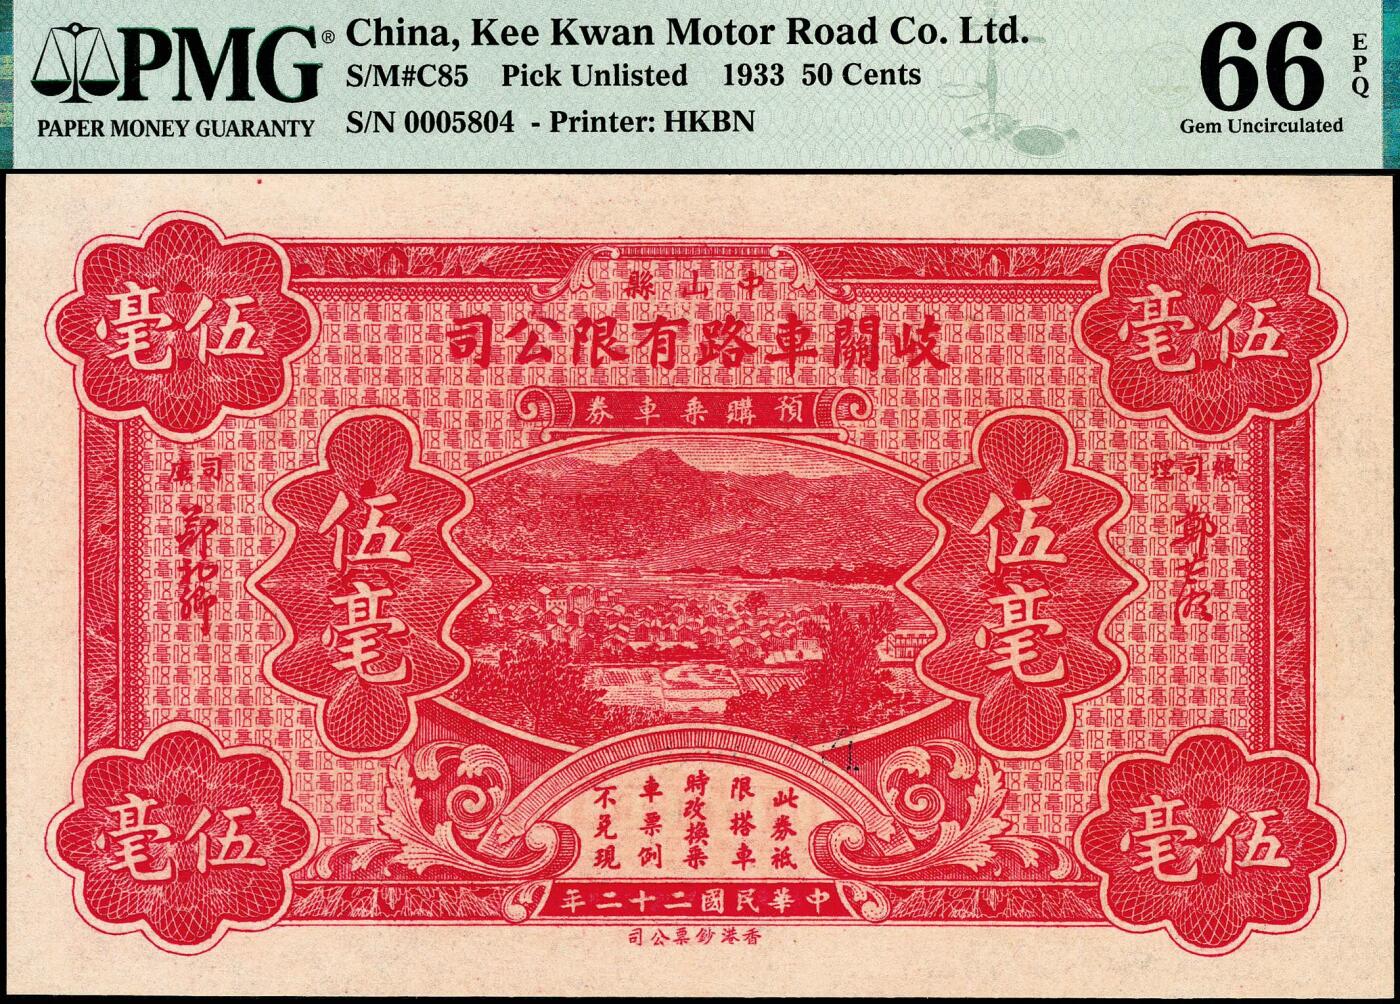 PMG® China, Kee Kwan Motor Road Co. Ltd.
S/M#C85 Pick Unlisted 1933 50 Cents
PAPER MONEY GUARANTY S/N 0005804 - Printer: HKBN
66 EPQ
Gem Uncirculated
中山縣
岐關車路有限公司
預購乘車券
伍毫
伍毫
伍毫
伍毫
總司理
司庫
伍毫
伍毫
此券祗
限搭車
時改換乘
車票例
不兌現
中華民國二十二年
香港鈔票公司